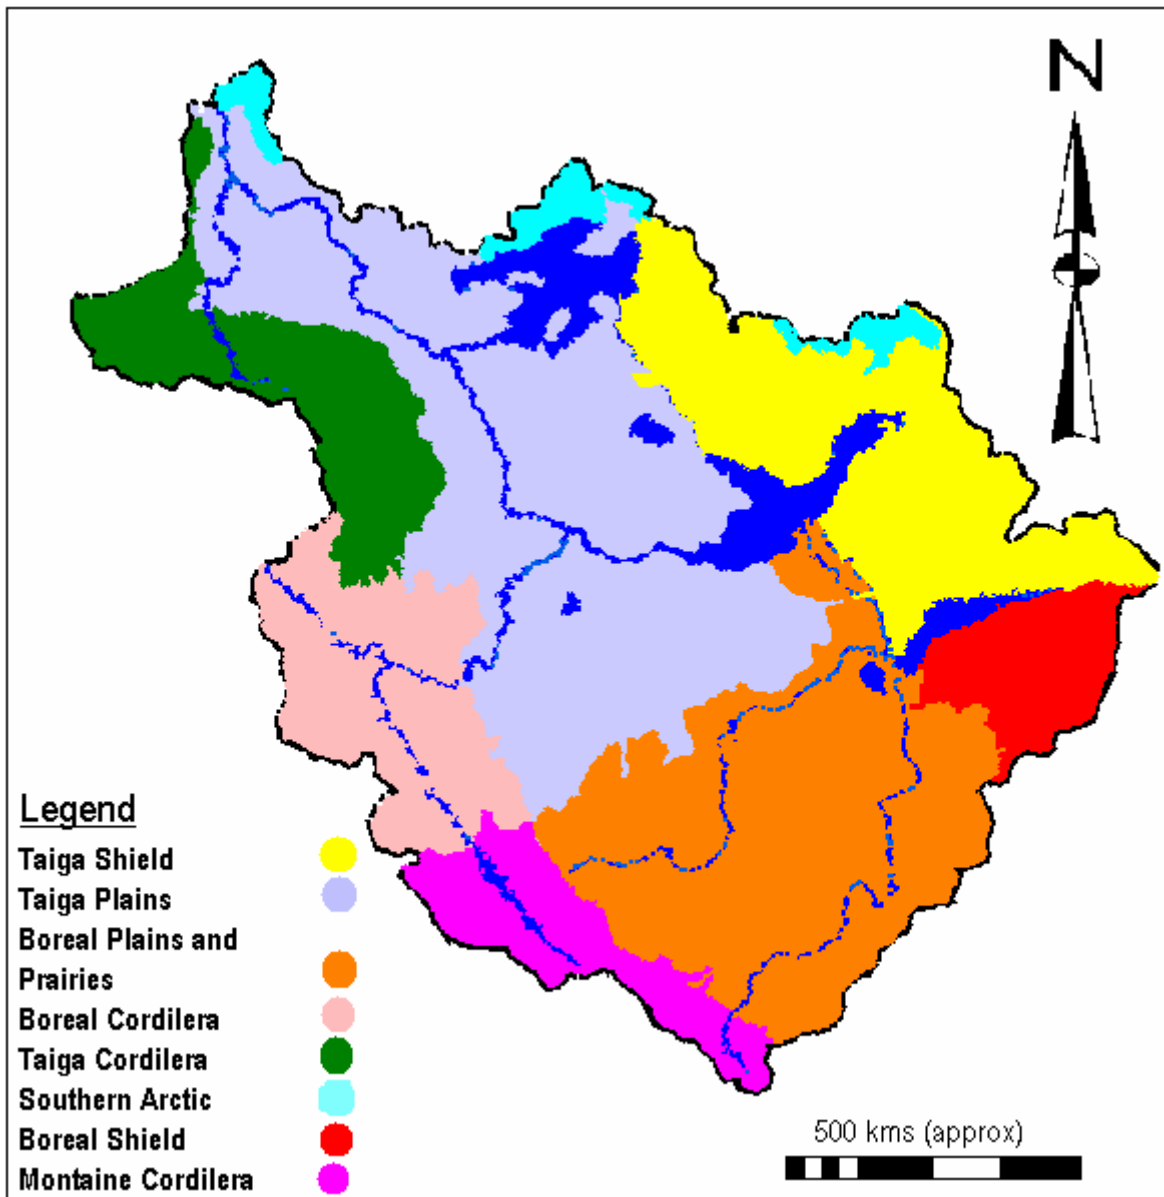 N
Legend
Taiga Shield
Taiga Plains
Boreal Plains and
Prairies
Boreal Cordilera
Taiga Cordilera
Southern Arctic
Boreal Shield
Montaine Cordilera
500 kms (approx)